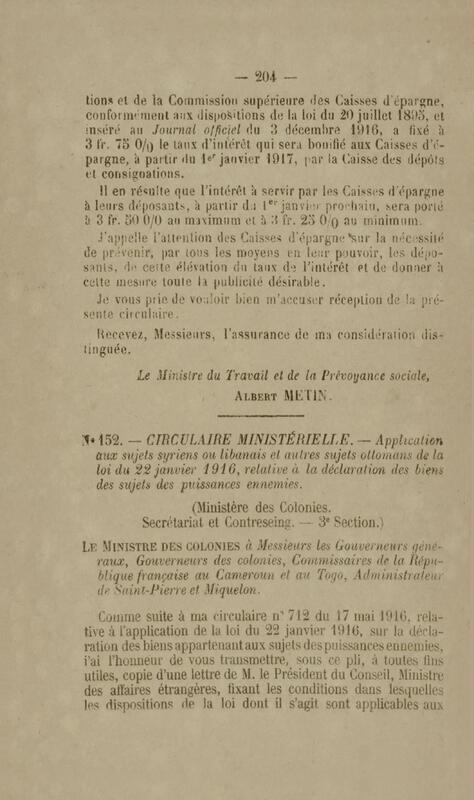 — 204 —
tions et de la Commission supérieure des Caisses d'épargne,
conformément aux dispositions de la loi du 20 juillet 1895, et
inséré au Journal officiel du 3 décembre 1916, a fixé à
3 fr. 75 0/0 le taux d'intérêt qui sera bonifié aux Caisses d'é-
pargne, à partir du 1er janvier 1917, par la Caisse des dépôts
et consignations.
Il en résulte que l'intérêt à servir par les Caisses d'épargne
à leurs déposants, à partir du 1er janvier prochain, sera porté
à 3 fr. 50 0/0 au maximum et à 3 fr. 25 0/0 au minimum.
J'appelle l'attention des Caisses d'épargne sur la nécessité
de prévenir, par tous les moyens en leur pouvoir, les dépo-
sants, de cette élévation du taux de l'intérêt et de donner à
cette mesure toute la publicité désirable.
Je vous prie de vouloir bien m'accuser réception de la pré-
sente circulaire.
Recevez, Messieurs, l'assurance de ma considération dis-
tinguée.
Le Ministre du Travail et de la Prévoyance sociale,
ALBERT METIN.
N° 152. — CIRCULAIRE MINISTÉRIELLE. — Application
aux sujets syriens ou libanais et autres sujets ottomans de la
loi du 22 janvier 1916, relative à la déclaration des biens
des sujets des puissances ennemies.
(Ministère des Colonies.
Secrétariat et Contreseing. — 3e Section.)
LE MINISTRE DES COLONIES à Messieurs les Gouverneurs géné-
raux, Gouverneurs des colonies, Commissaires de la Répu-
blique française au Cameroun et au Togo, Administrateur
de Saint-Pierre et Miquelon.
Comme suite à ma circulaire n° 712 du 17 mai 1916, rela-
tive à l'application de la loi du 22 janvier 1916, sur la décla-
ration des biens appartenant aux sujets des puissances ennemies,
j'ai l'honneur de vous transmettre, sous ce pli, à toutes fins
utiles, copie d'une lettre de M. le Président du Conseil, Ministre
des affaires étrangères, fixant les conditions dans lesquelles
les dispositions de la loi dont il s'agit sont applicables aux